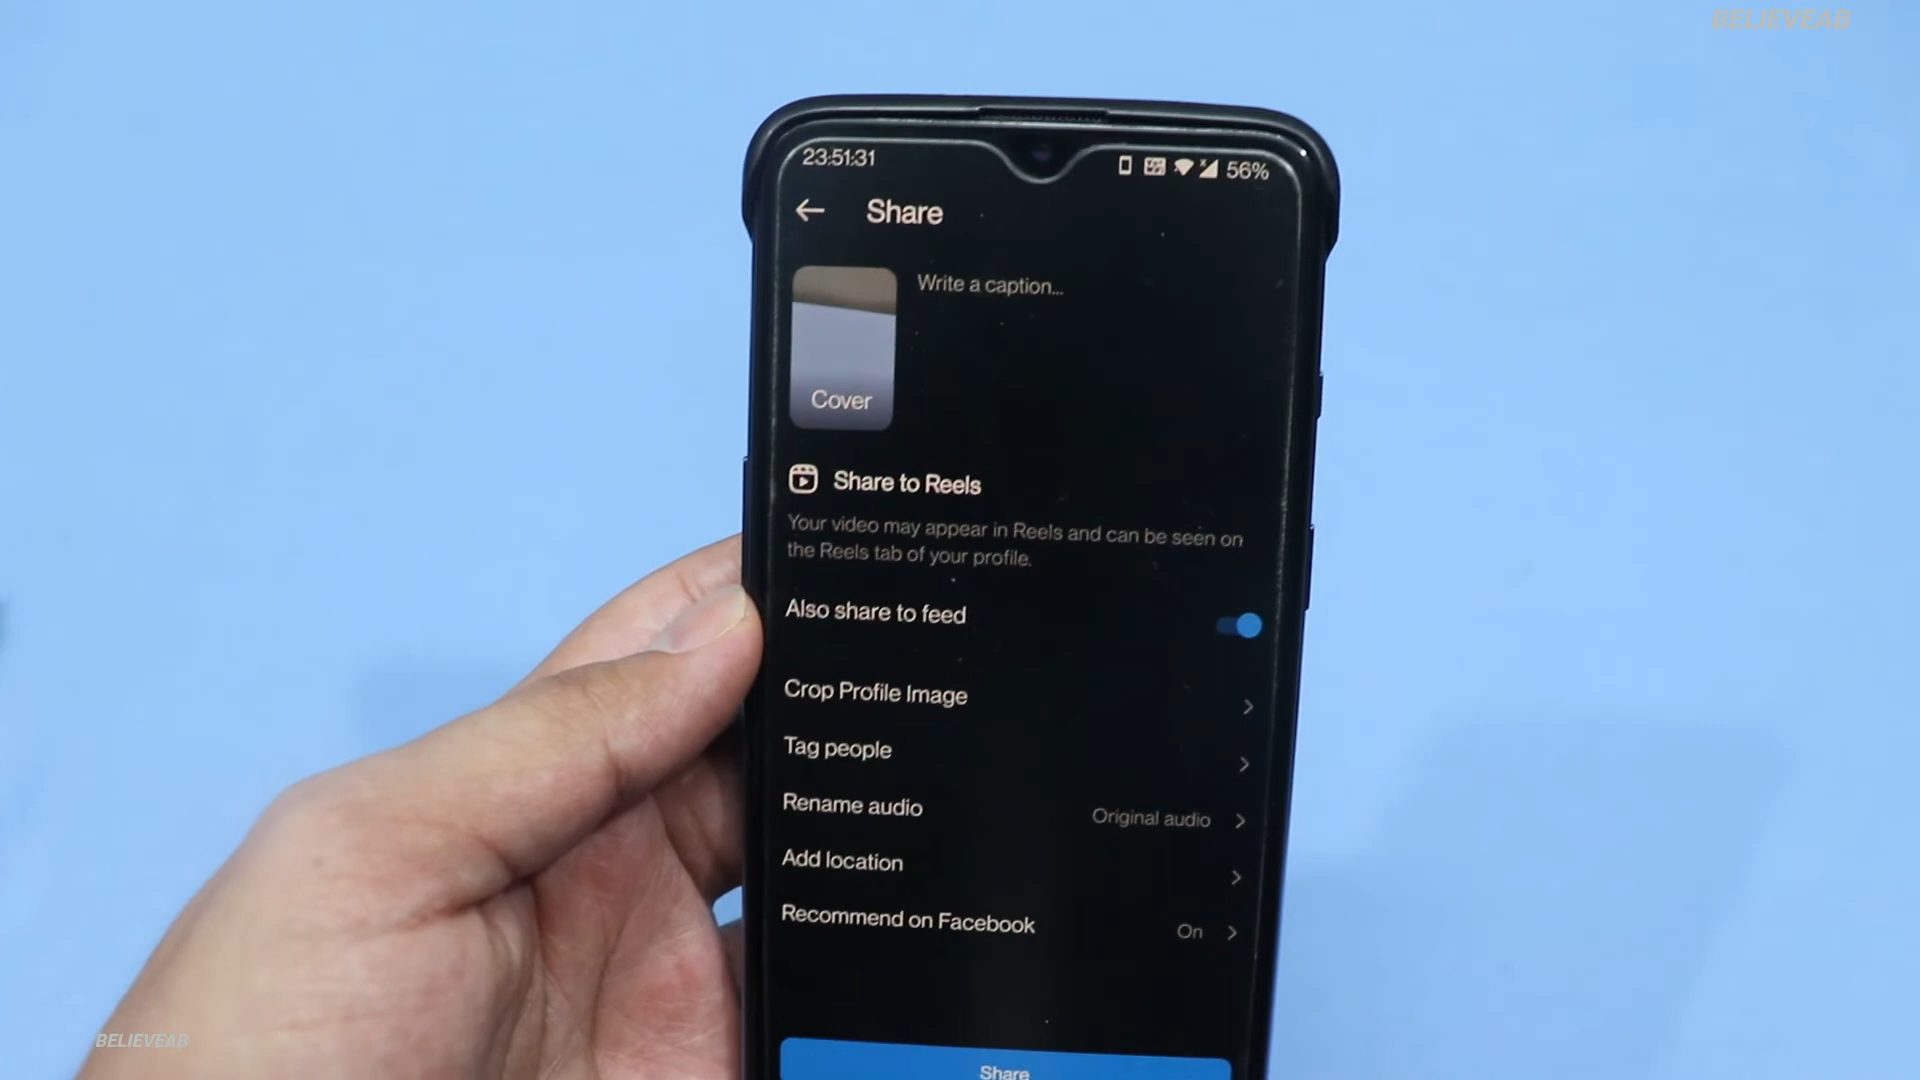 BELIEVEAB
23:51:31
56%
Share
Write a caption...
Cover
Share to Reels
Your video may appear in Reels and can be seen on
the Reels tab of your profile.
Also share to feed
Crop Profile Image
Tag people
Rename audio Original audio
Add location
Recommend on Facebook On
Share
BELIEVEAB